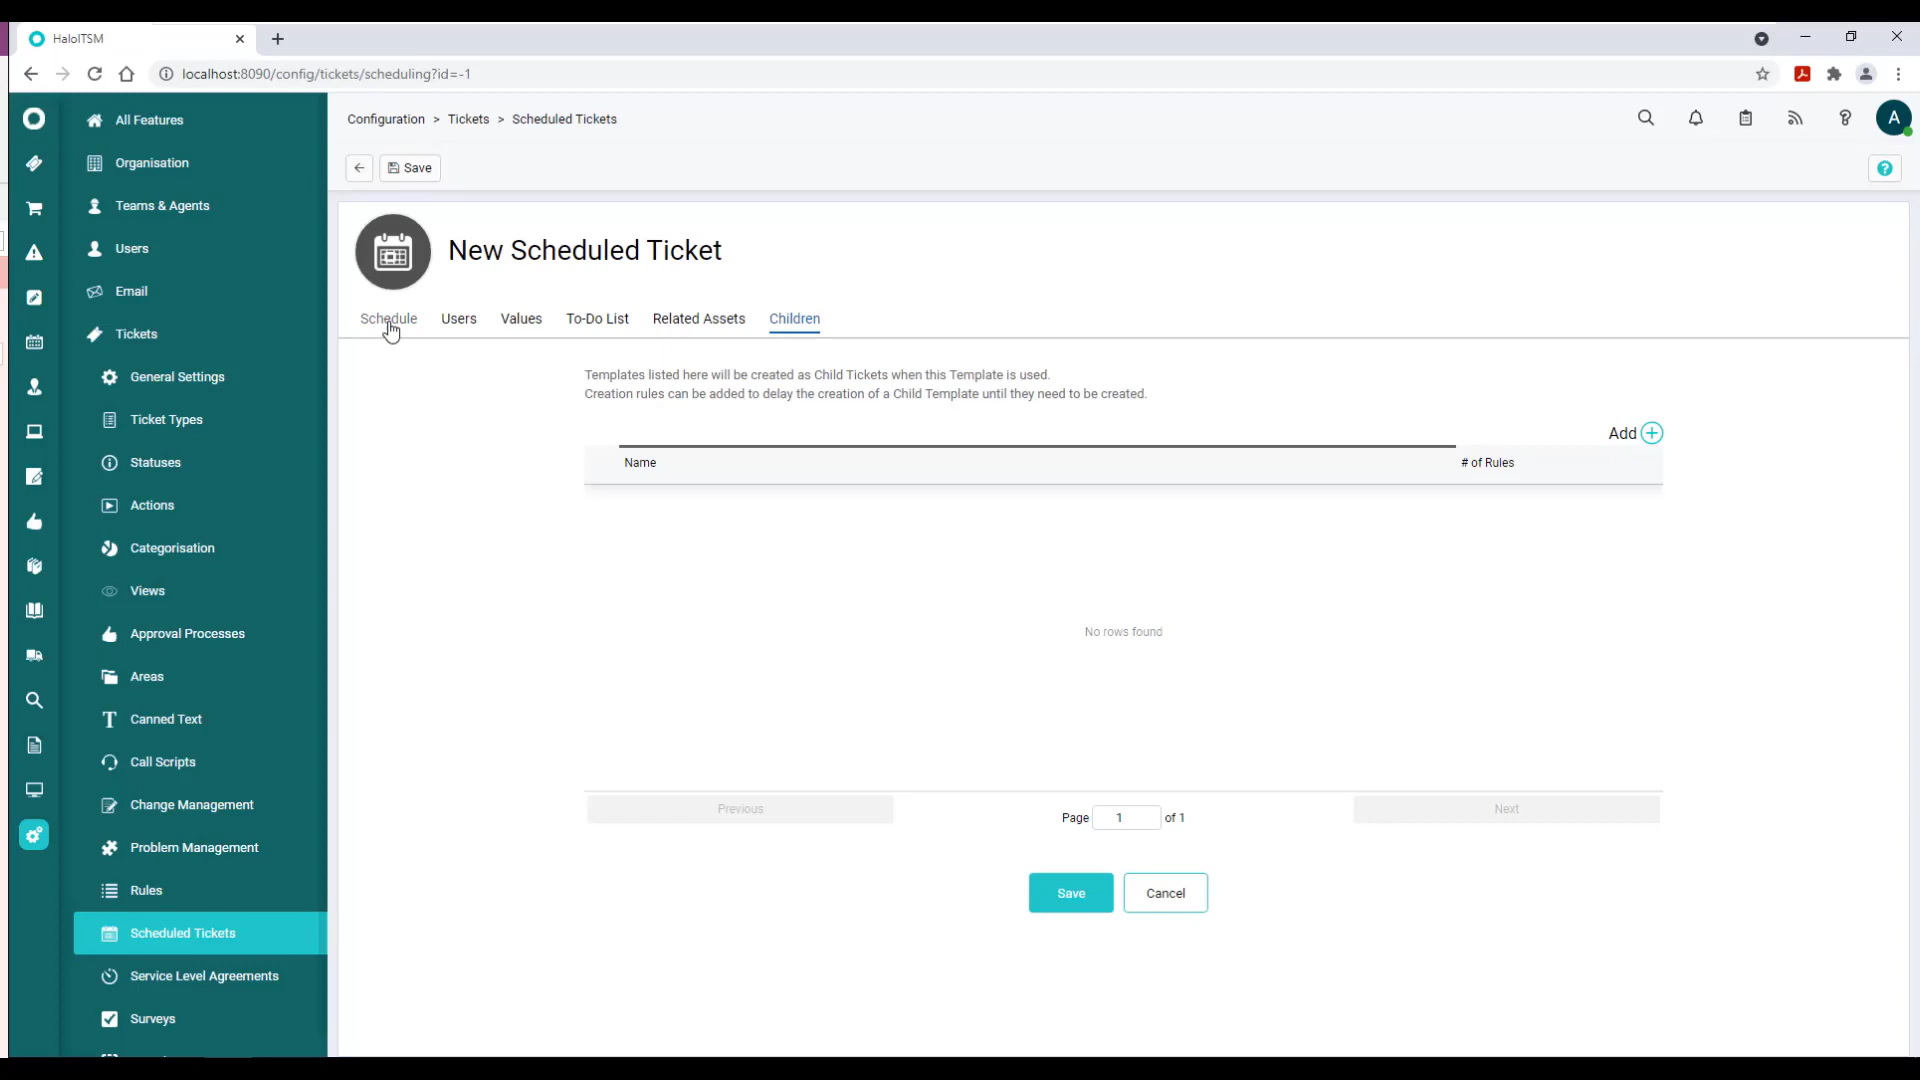 HaloITSM
localhost:8090/config/tickets/scheduling?id=-1
All Features
Organisation
Teams & Agents
Users
Email
Tickets
General Settings
Ticket Types
Statuses
Actions
Categorisation
Views
Approval Processes
Areas
Canned Text
Call Scripts
Change Management
Problem Management
Rules
Scheduled Tickets
Service Level Agreements
Surveys
Configuration > Tickets > Scheduled Tickets
A
Save
New Scheduled Ticket
Schedule Users Values To-Do List Related Assets Children
Templates listed here will be created as Child Tickets when this Template is used.
Creation rules can be added to delay the creation of a Child Template until they need to be created.
Add
Name # of Rules
No rows found
Previous Page 1 of 1 Next
Save Cancel